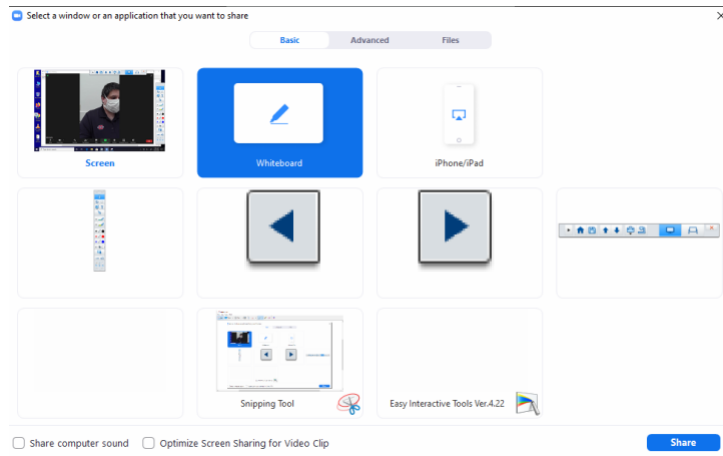 Select a window or an application that you want to share
Basic Advanced Files
Screen
Whiteboard
iPhone/iPad
Snipping Tool
Easy Interactive Tools Ver.4.22
Share computer sound
Optimize Screen Sharing for Video Clip
Share